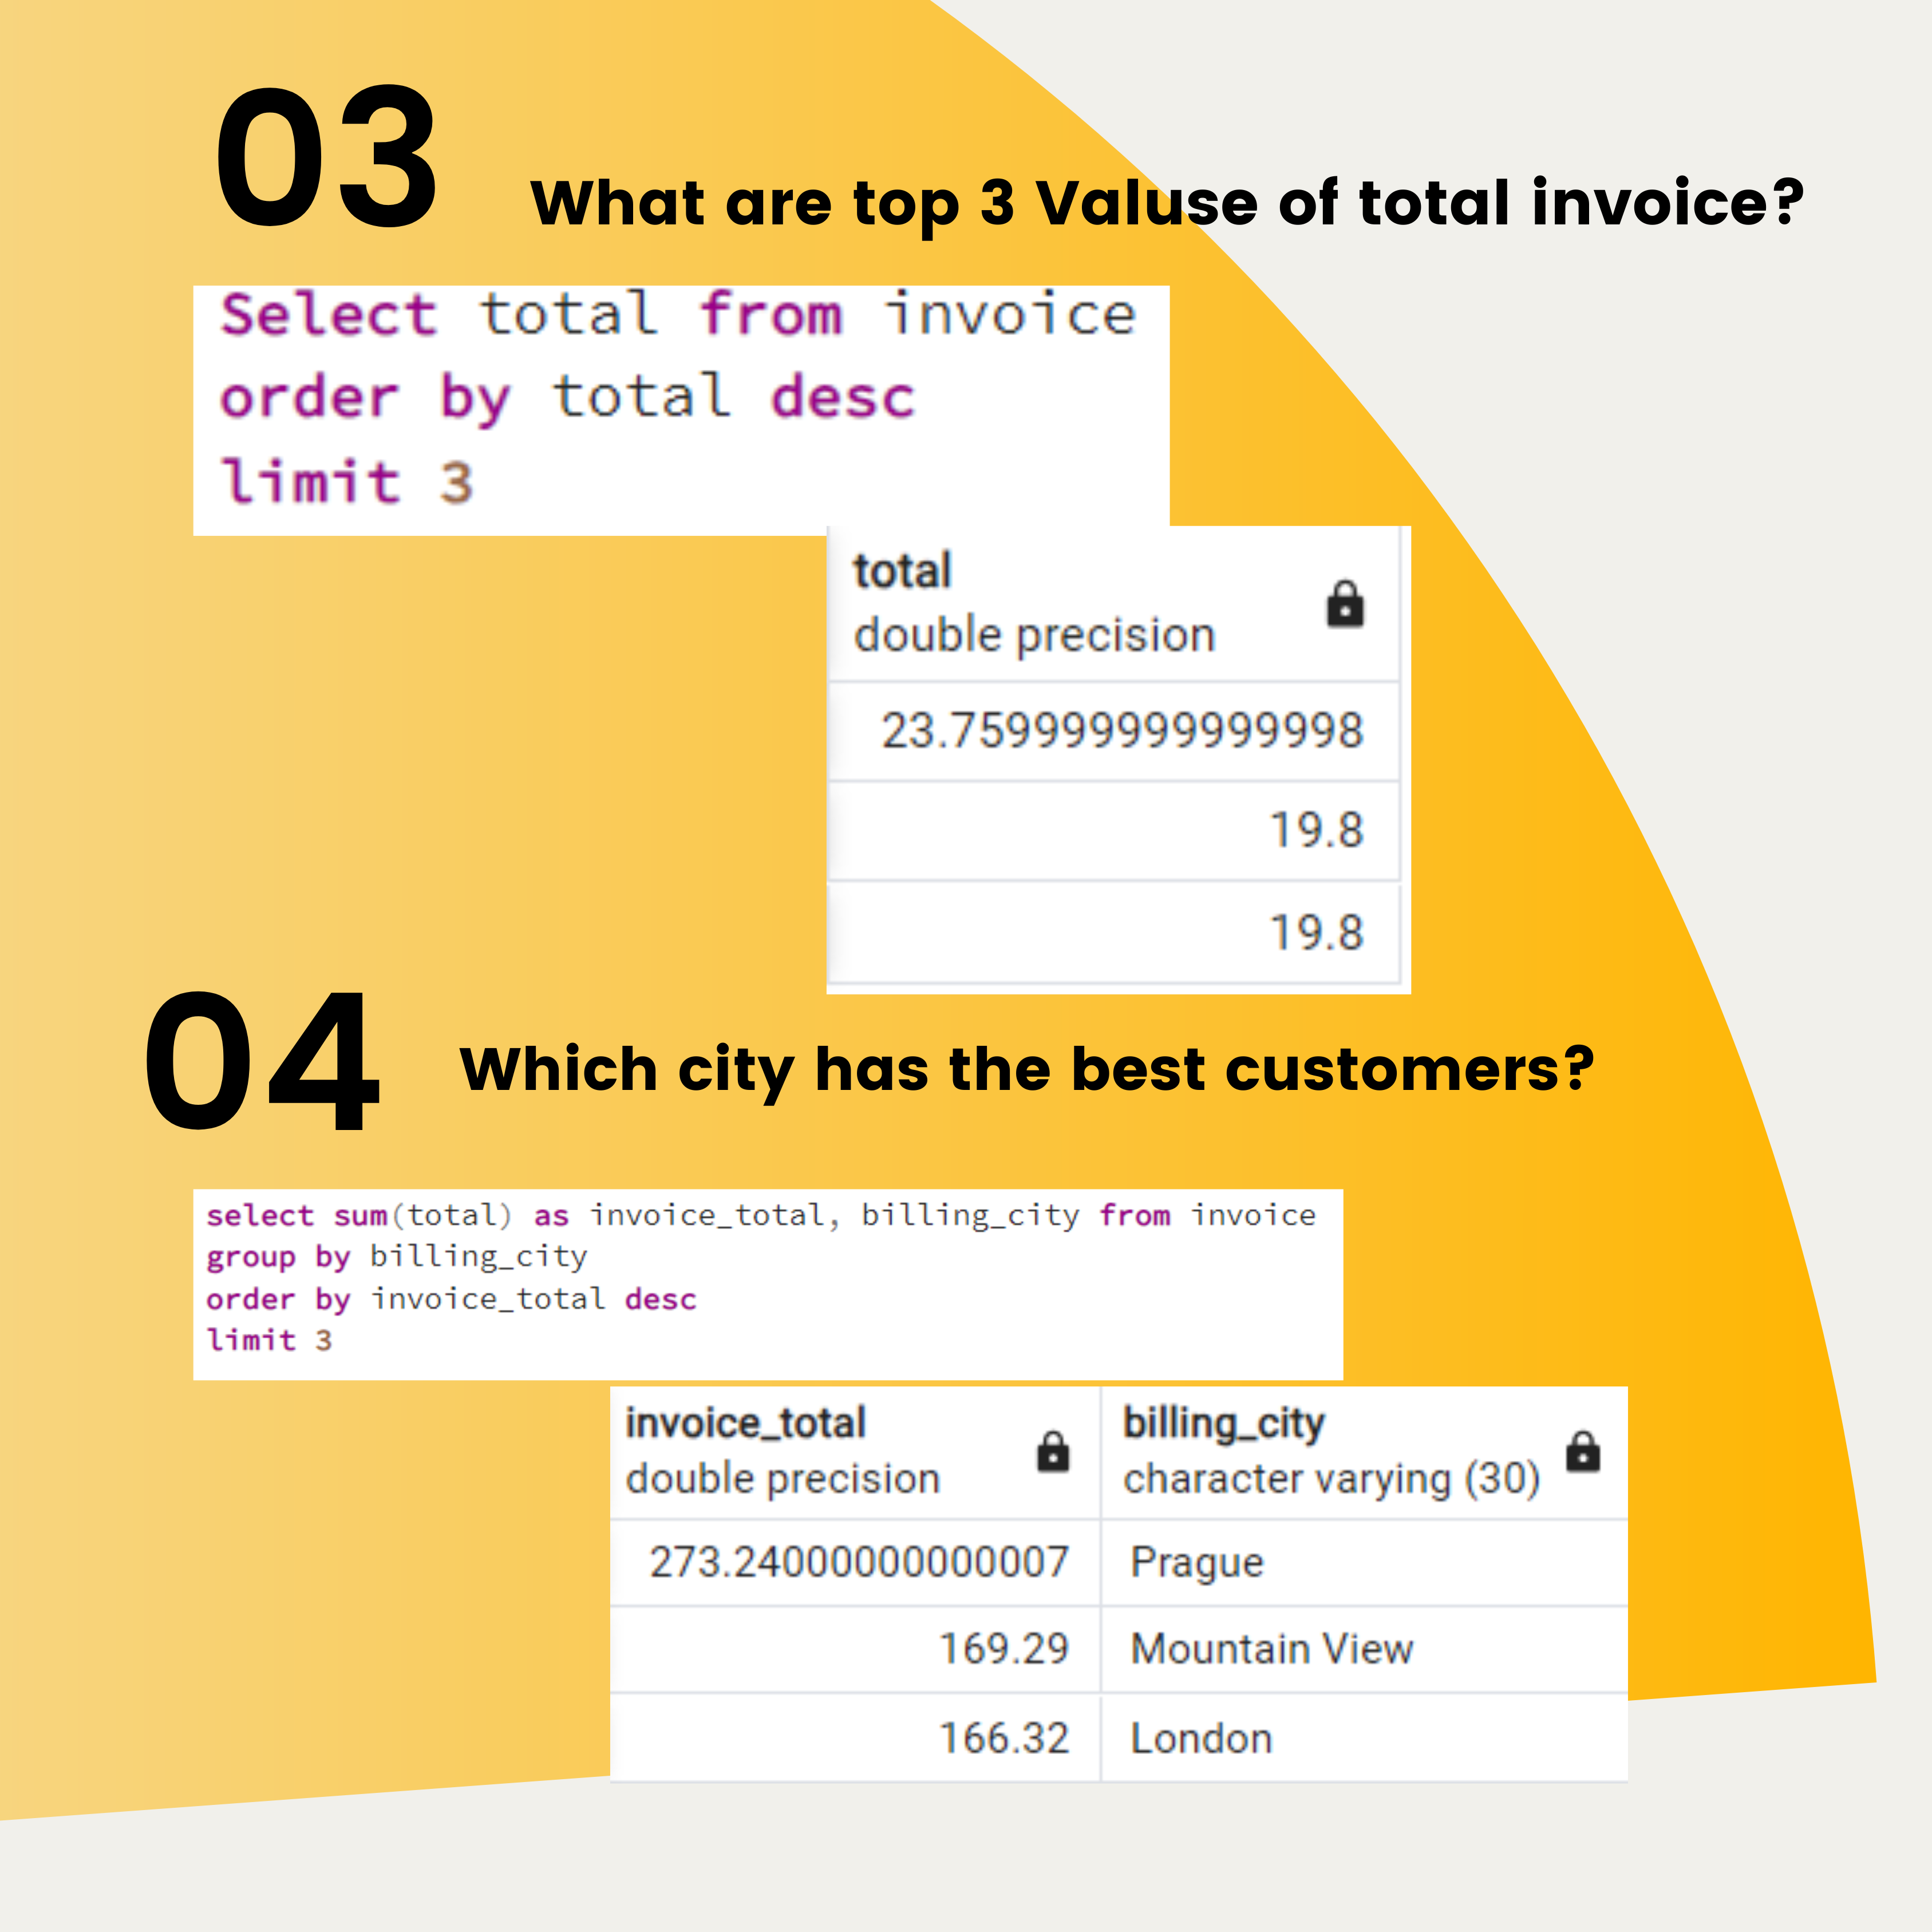 03
What are top 3 Valuse of total invoice?
Select total from invoice
order by total desc
limit 3
total
double precision
23.759999999999998
19.8
19.8
04
Which city has the best customers?
select sum(total) as invoice_total, billing_city from invoice
group by billing_city
order by invoice_total desc
limit 3
invoice_total billing_city
double precision character varying (30)
273.24000000000007 Prague
169.29 Mountain View
166.32 London